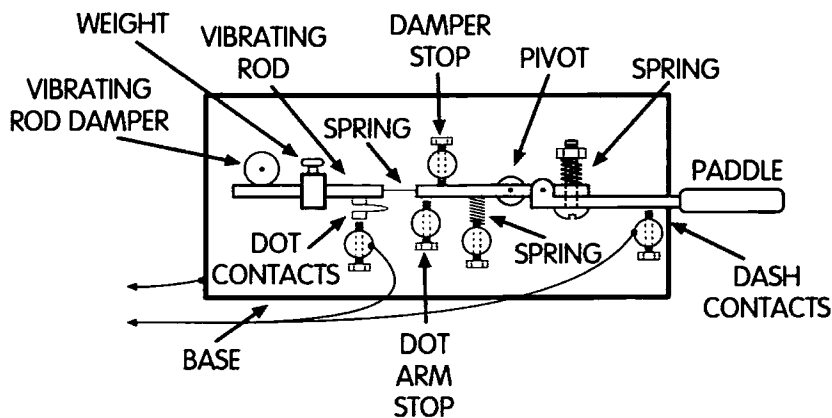 WEIGHT
VIBRATING
ROD
DAMPER
STOP
PIVOT
SPRING
VIBRATING
ROD DAMPER
SPRING
PADDLE
DOT
CONTACTS
SPRING
DASH
CONTACTS
BASE
DOT
ARM
STOP